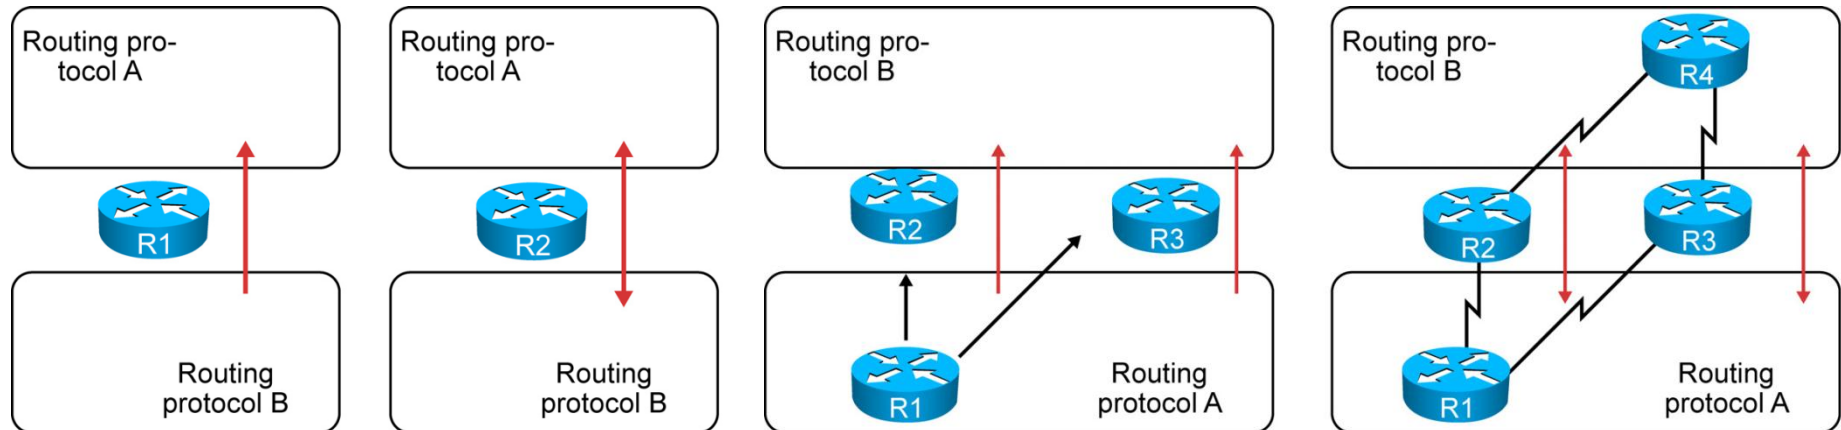 Routing pro-
tocol A
R1
Routing
protocol B
Routing pro-
tocol A
R2
Routing
protocol B
Routing pro-
tocol B
R2
R3
R1
Routing
protocol A
Routing pro-
tocol B
R4
R2
R3
R1
Routing
protocol A